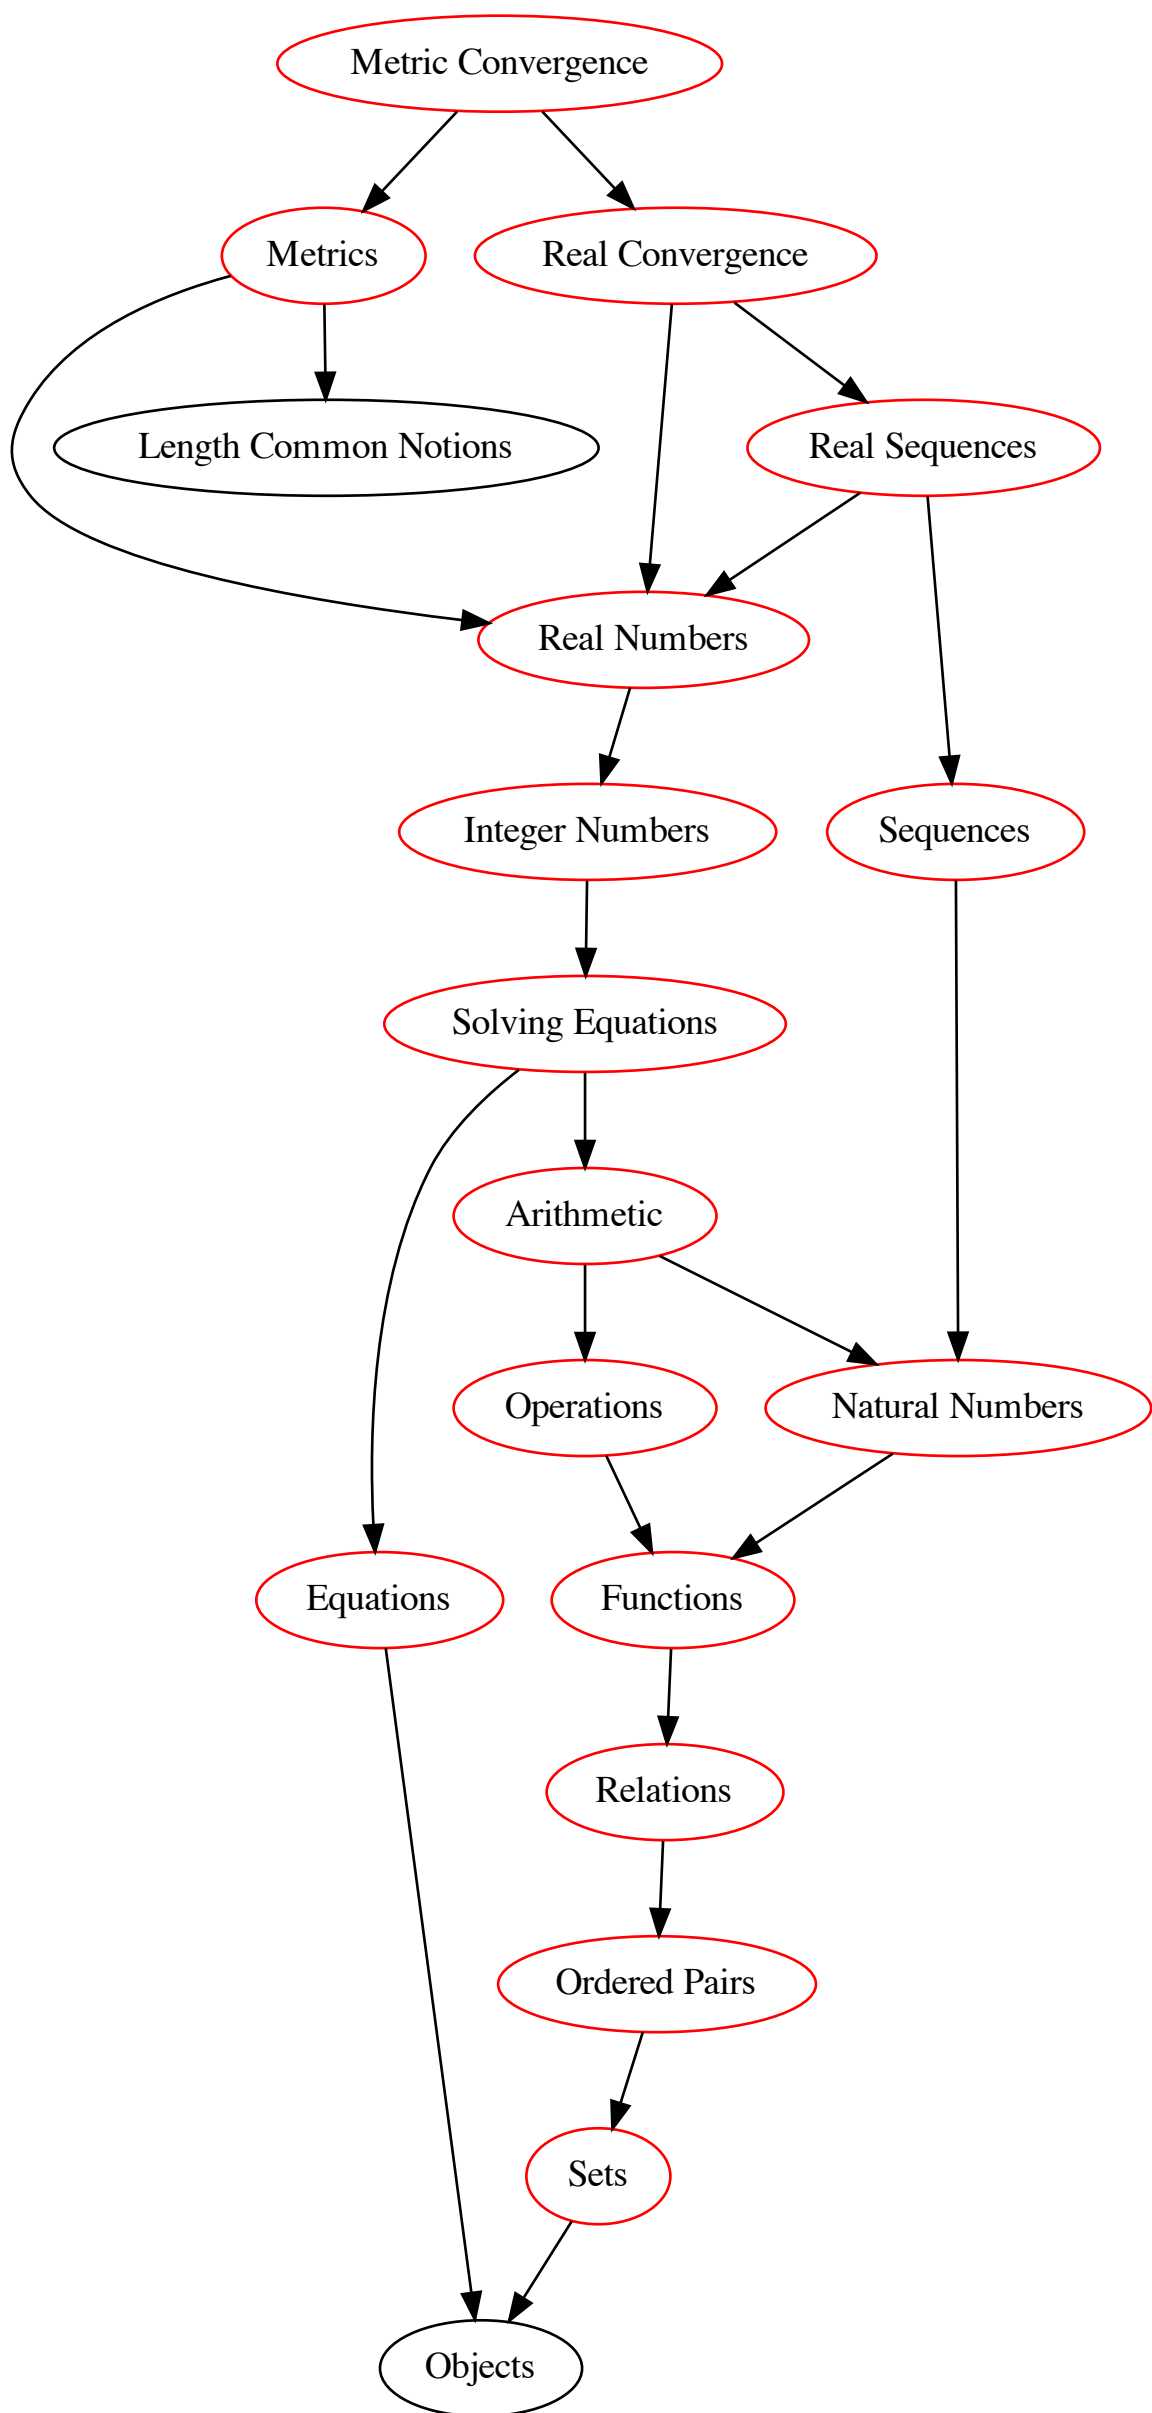 Metric Convergence
Metrics
Real Convergence
Length Common Notions
Real Sequences
Real Numbers
Integer Numbers
Sequences
Solving Equations
Arithmetic
Operations
Natural Numbers
Equations
Functions
Relations
Ordered Pairs
Sets
Objects